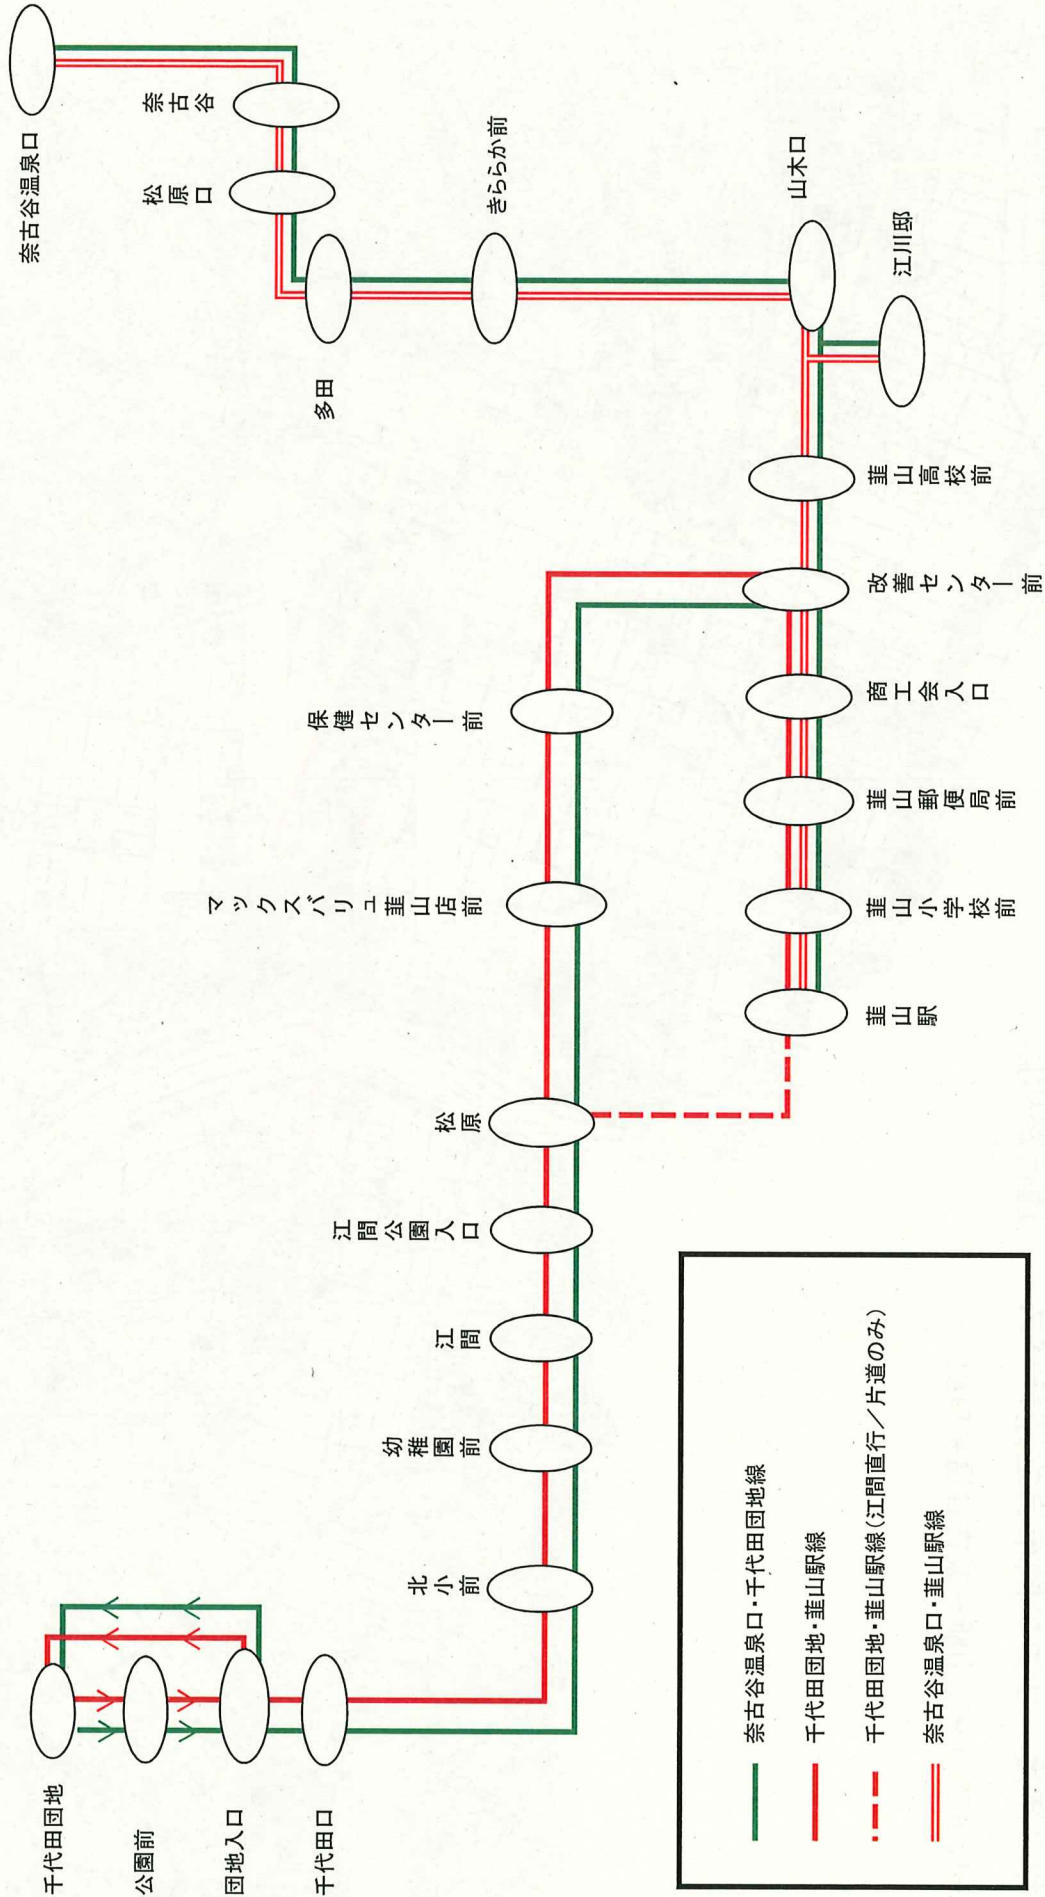 千代田団地
公園前
団地入口
千代田口
北小前
幼稚園前
江間
江間公園入口
松原
マックスバリュ韮山店前
保健センター前
韮山駅
韮山小学校前
韮山郵便局前
商工会入口
改善センター前
韮山高校前
江川邸
山木口
きららか前
多田
松原口
奈古谷
奈古谷温泉口
奈古谷温泉口・千代田団地線
千代田団地・韮山駅線
千代田団地・韮山駅線(江間直行/片道のみ)
奈古谷温泉口・韮山駅線